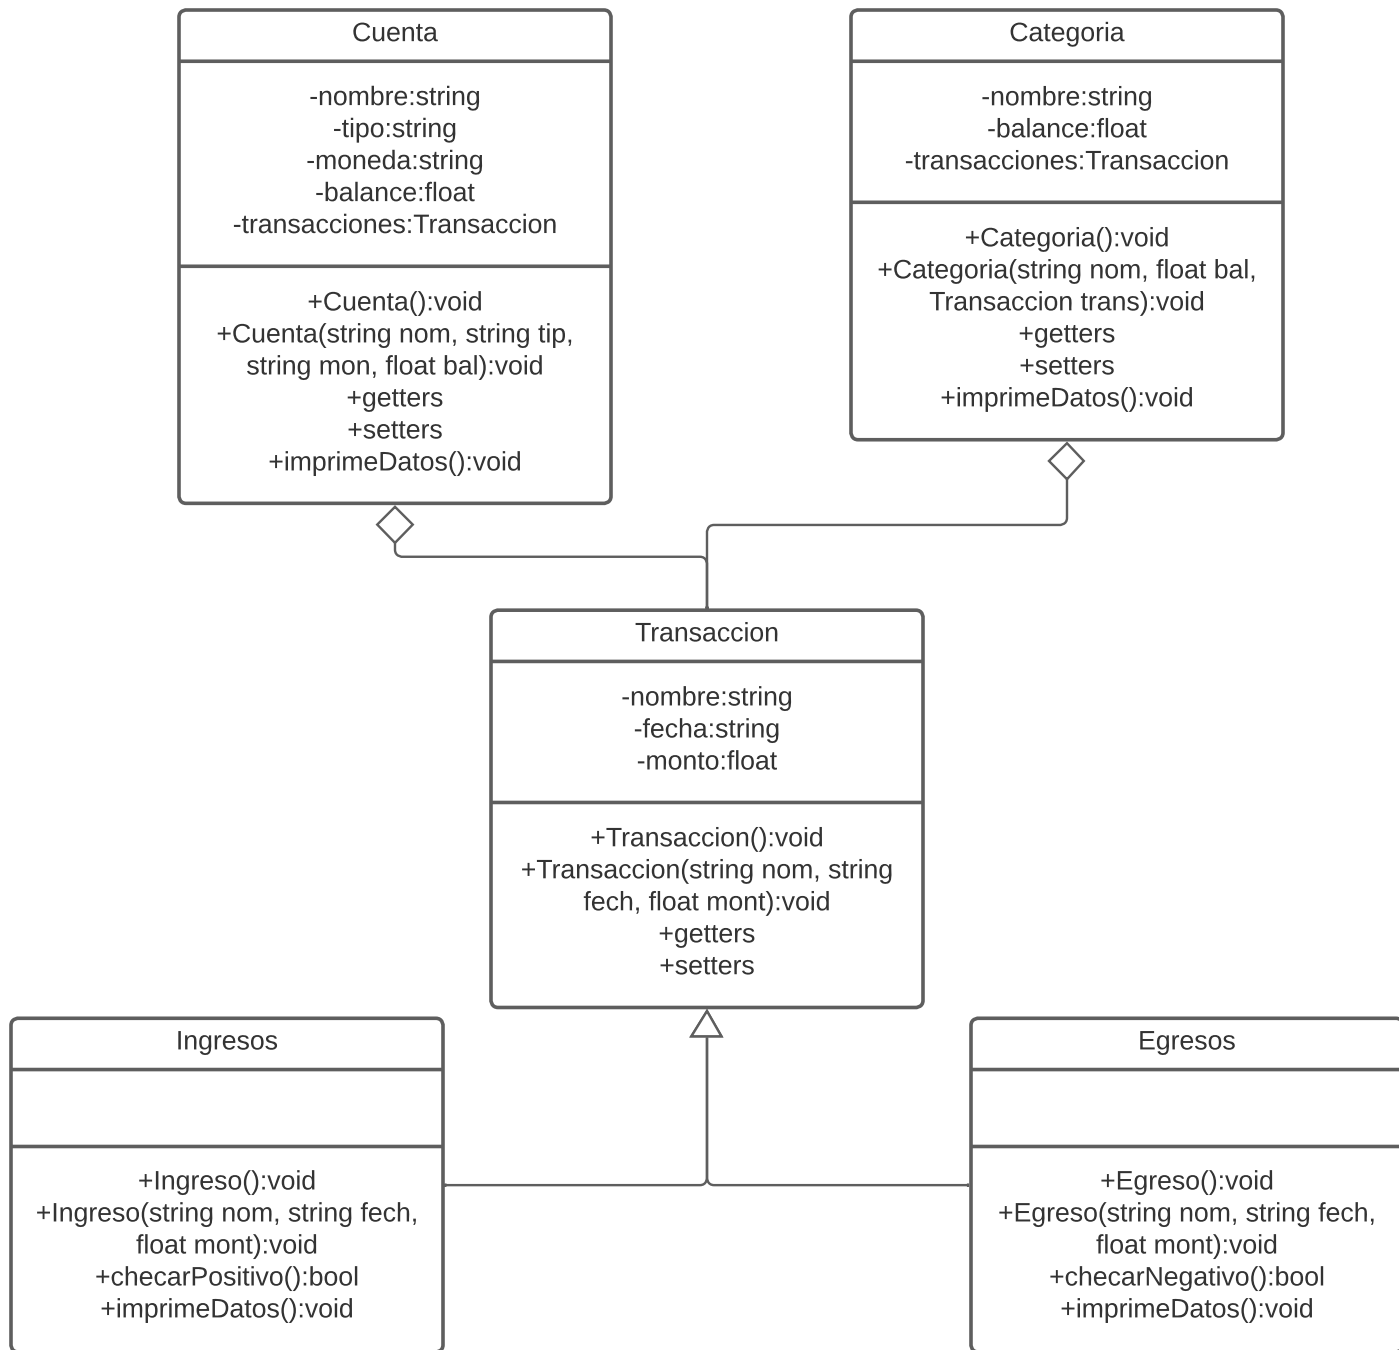 Cuenta
-nombre:string
-tipo:string
-moneda:string
-balance:float
-transacciones:Transaccion
+Cuenta():void
+Cuenta(string nom, string tip,
string mon, float bal):void
+getters
+setters
+imprimeDatos():void
Categoria
-nombre:string
-balance:float
-transacciones:Transaccion
+Categoria():void
+Categoria(string nom, float bal,
Transaccion trans):void
+getters
+setters
+imprimeDatos():void
Transaccion
-nombre:string
-fecha:string
-monto:float
+Transaccion():void
+Transaccion(string nom, string
fech, float mont):void
+getters
+setters
Ingresos
+Ingreso():void
+Ingreso(string nom, string fech,
float mont):void
+checarPositivo():bool
+imprimeDatos():void
Egresos
+Egreso():void
+Egreso(string nom, string fech,
float mont):void
+checarNegativo():bool
+imprimeDatos():void